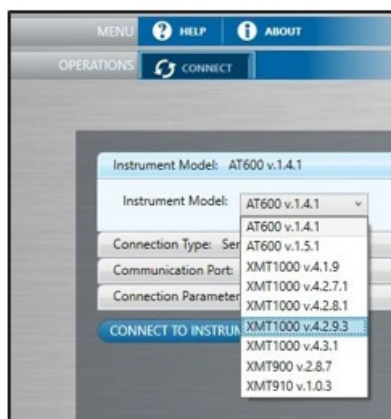 MENU ? HELP i ABOUT
OPERATIONS CONNECT
Instrument Model: AT600 v.1.4.1
Instrument Model: AT600 v.1.4.1
AT600 v.1.4.1
AT600 v.1.5.1
Connection Type:
XMT1000 v.4.1.9
Communication Port:
XMT1000 v.4.2.7.1
Connection
XMT1000 v.4.2.8.1
CONNECT TO
XMT1000 v.4.2.9.3
XMT1000 v.4.3.1
XMT900 v.2.8.7
XMT910 v.1.0.3